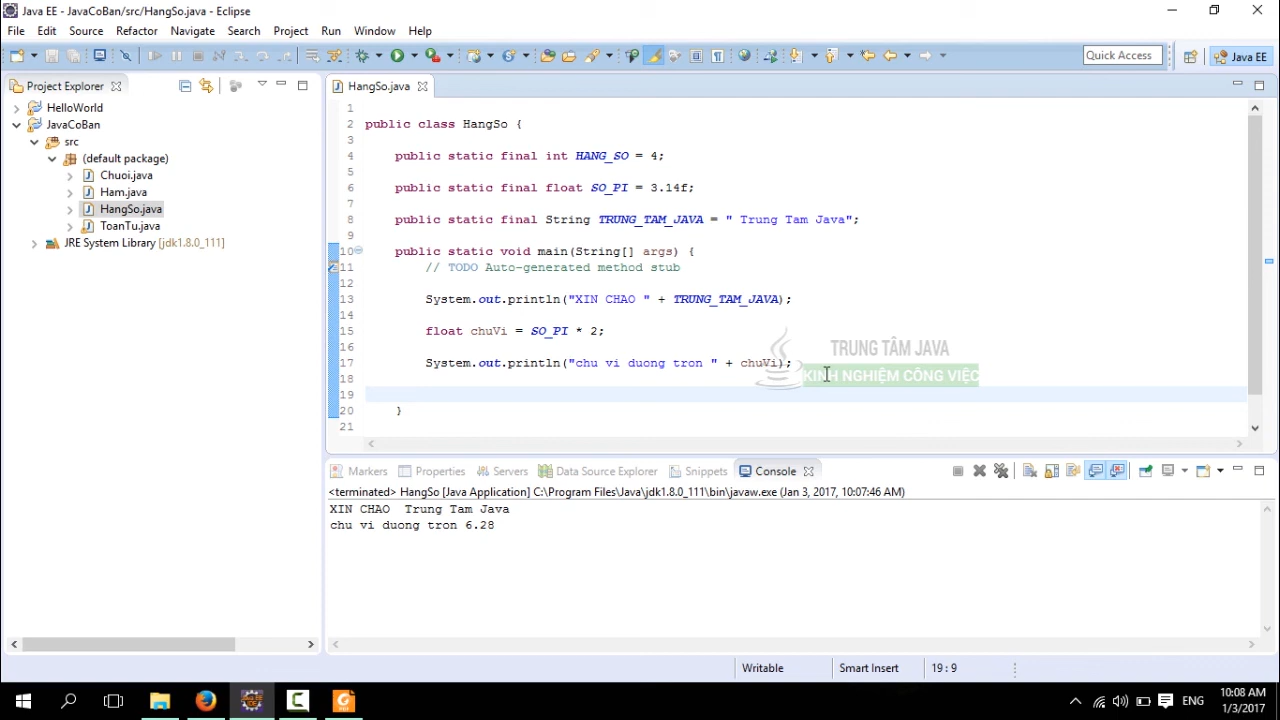 Java EE - JavaCoBan/src/HangSo.java - Eclipse
File Edit Source Refactor Navigate Search Project Run Window Help
Quick Access
Java EE
Project Explorer
HelloWorld
JavaCoBan
src
(default package)
Chuoi.java
Ham.java
HangSo.java
ToanTu.java
JRE System Library [jdk1.8.0_111]
HangSo.java
1
2 public class HangSo {
3
4 public static final int HANG_SO = 4;
5
6 public static final float SO_PI = 3.14f;
7
8 public static final String TRUNG_TAM_JAVA = " Trung Tam Java";
9
10 public static void main(String[] args) {
11 // TODO Auto-generated method stub
12
13 System.out.println("XIN CHAO " + TRUNG_TAM_JAVA);
14
15 float chuVi = SO_PI * 2;
16
17 System.out.println("chu vi duong tron " + chuVi);
18
19
20 }
21
TRUNG TÂM JAVA
KINH NGHIỆM CÔNG VIỆC
Markers Properties Servers Data Source Explorer Snippets Console
<terminated> HangSo [Java Application] C:\Program Files\Java\jdk1.8.0_111\bin\javaw.exe (Jan 3, 2017, 10:07:46 AM)
XIN CHAO  Trung Tam Java
chu vi duong tron 6.28
Writable Smart Insert 19 : 9
ENG
10:08 AM
1/3/2017